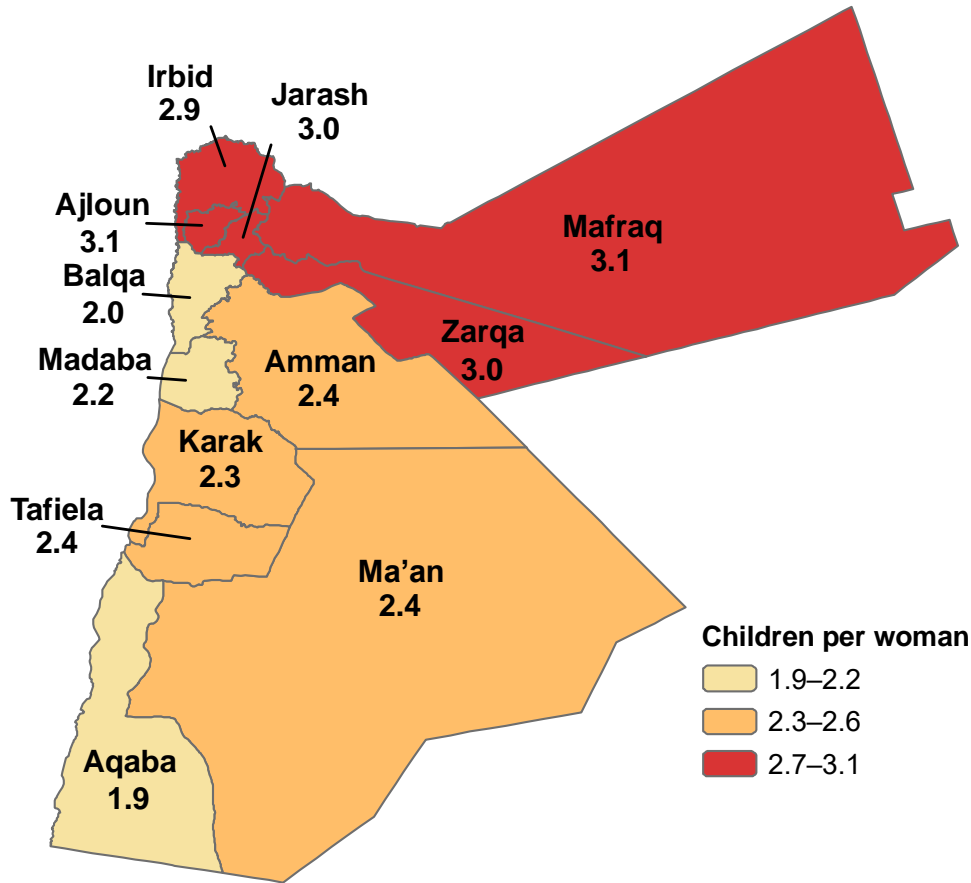 Irbid
2.9
Jarash
3.0
Ajloun
3.1
Mafraq
3.1
Balqa
2.0
Zarqa
3.0
Madaba
2.2
Amman
2.4
Karak
2.3
Tafiela
2.4
Ma’an
2.4
Children per woman
1.9–2.2
2.3–2.6
2.7–3.1
Aqaba
1.9